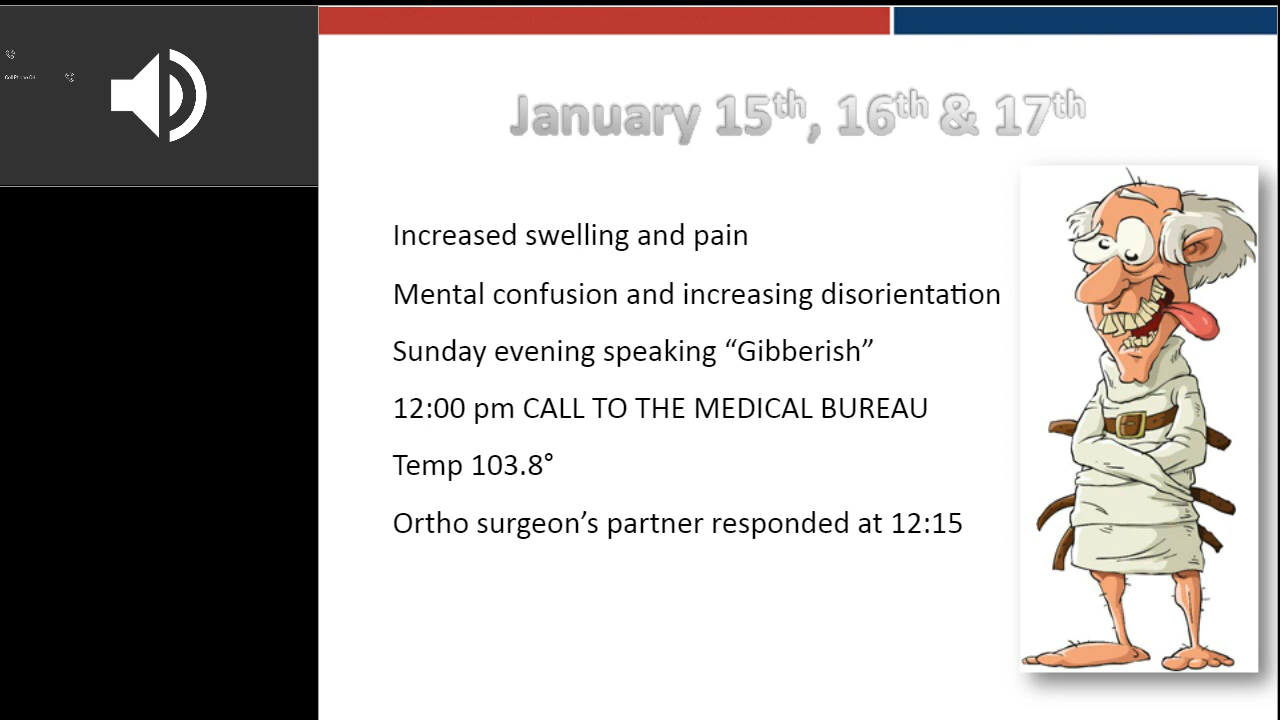 January 15th, 16th & 17th
Increased swelling and pain
Mental confusion and increasing disorientation
Sunday evening speaking “Gibberish”
12:00 pm CALL TO THE MEDICAL BUREAU
Temp 103.8°
Ortho surgeon’s partner responded at 12:15